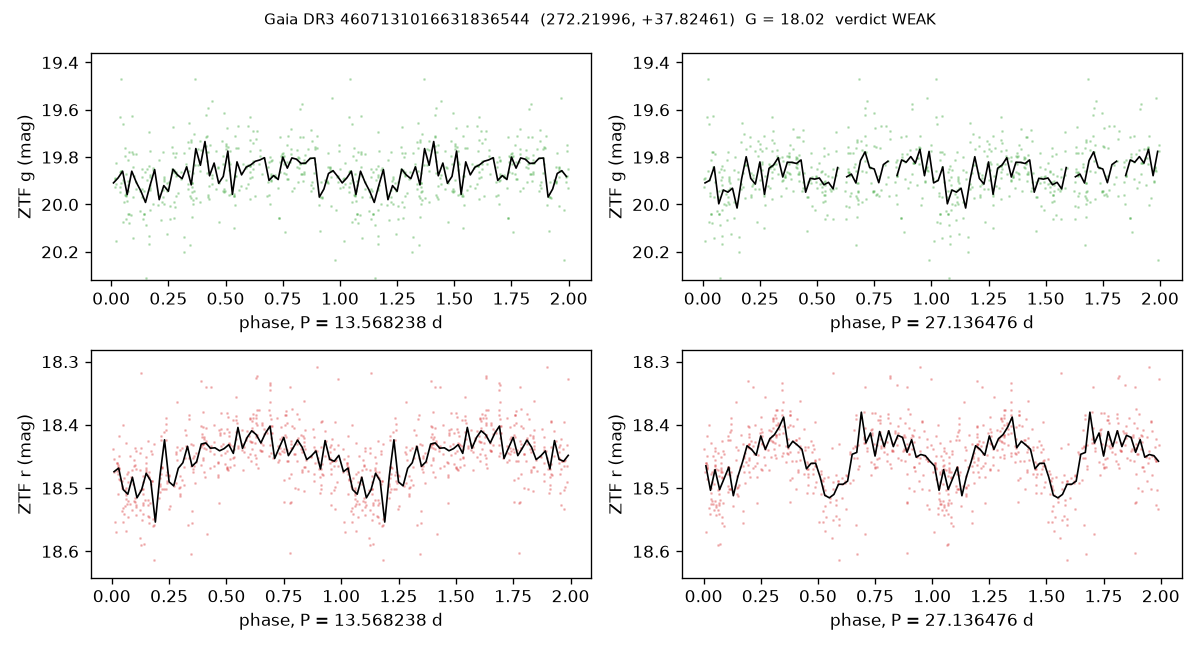 Gaia DR3 4607131016631836544 (272.21996, +37.82461) G = 18.02 verdict WEAK
ZTF g (mag)
19.4
19.6
19.8
20.0
20.2
0.00 0.25 0.50 0.75 1.00 1.25 1.50 1.75 2.00
phase, P = 13.568238 d
ZTF g (mag)
19.4
19.6
19.8
20.0
20.2
0.00 0.25 0.50 0.75 1.00 1.25 1.50 1.75 2.00
phase, P = 27.136476 d
ZTF r (mag)
18.3
18.4
18.5
18.6
0.00 0.25 0.50 0.75 1.00 1.25 1.50 1.75 2.00
phase, P = 13.568238 d
ZTF r (mag)
18.3
18.4
18.5
18.6
0.00 0.25 0.50 0.75 1.00 1.25 1.50 1.75 2.00
phase, P = 27.136476 d